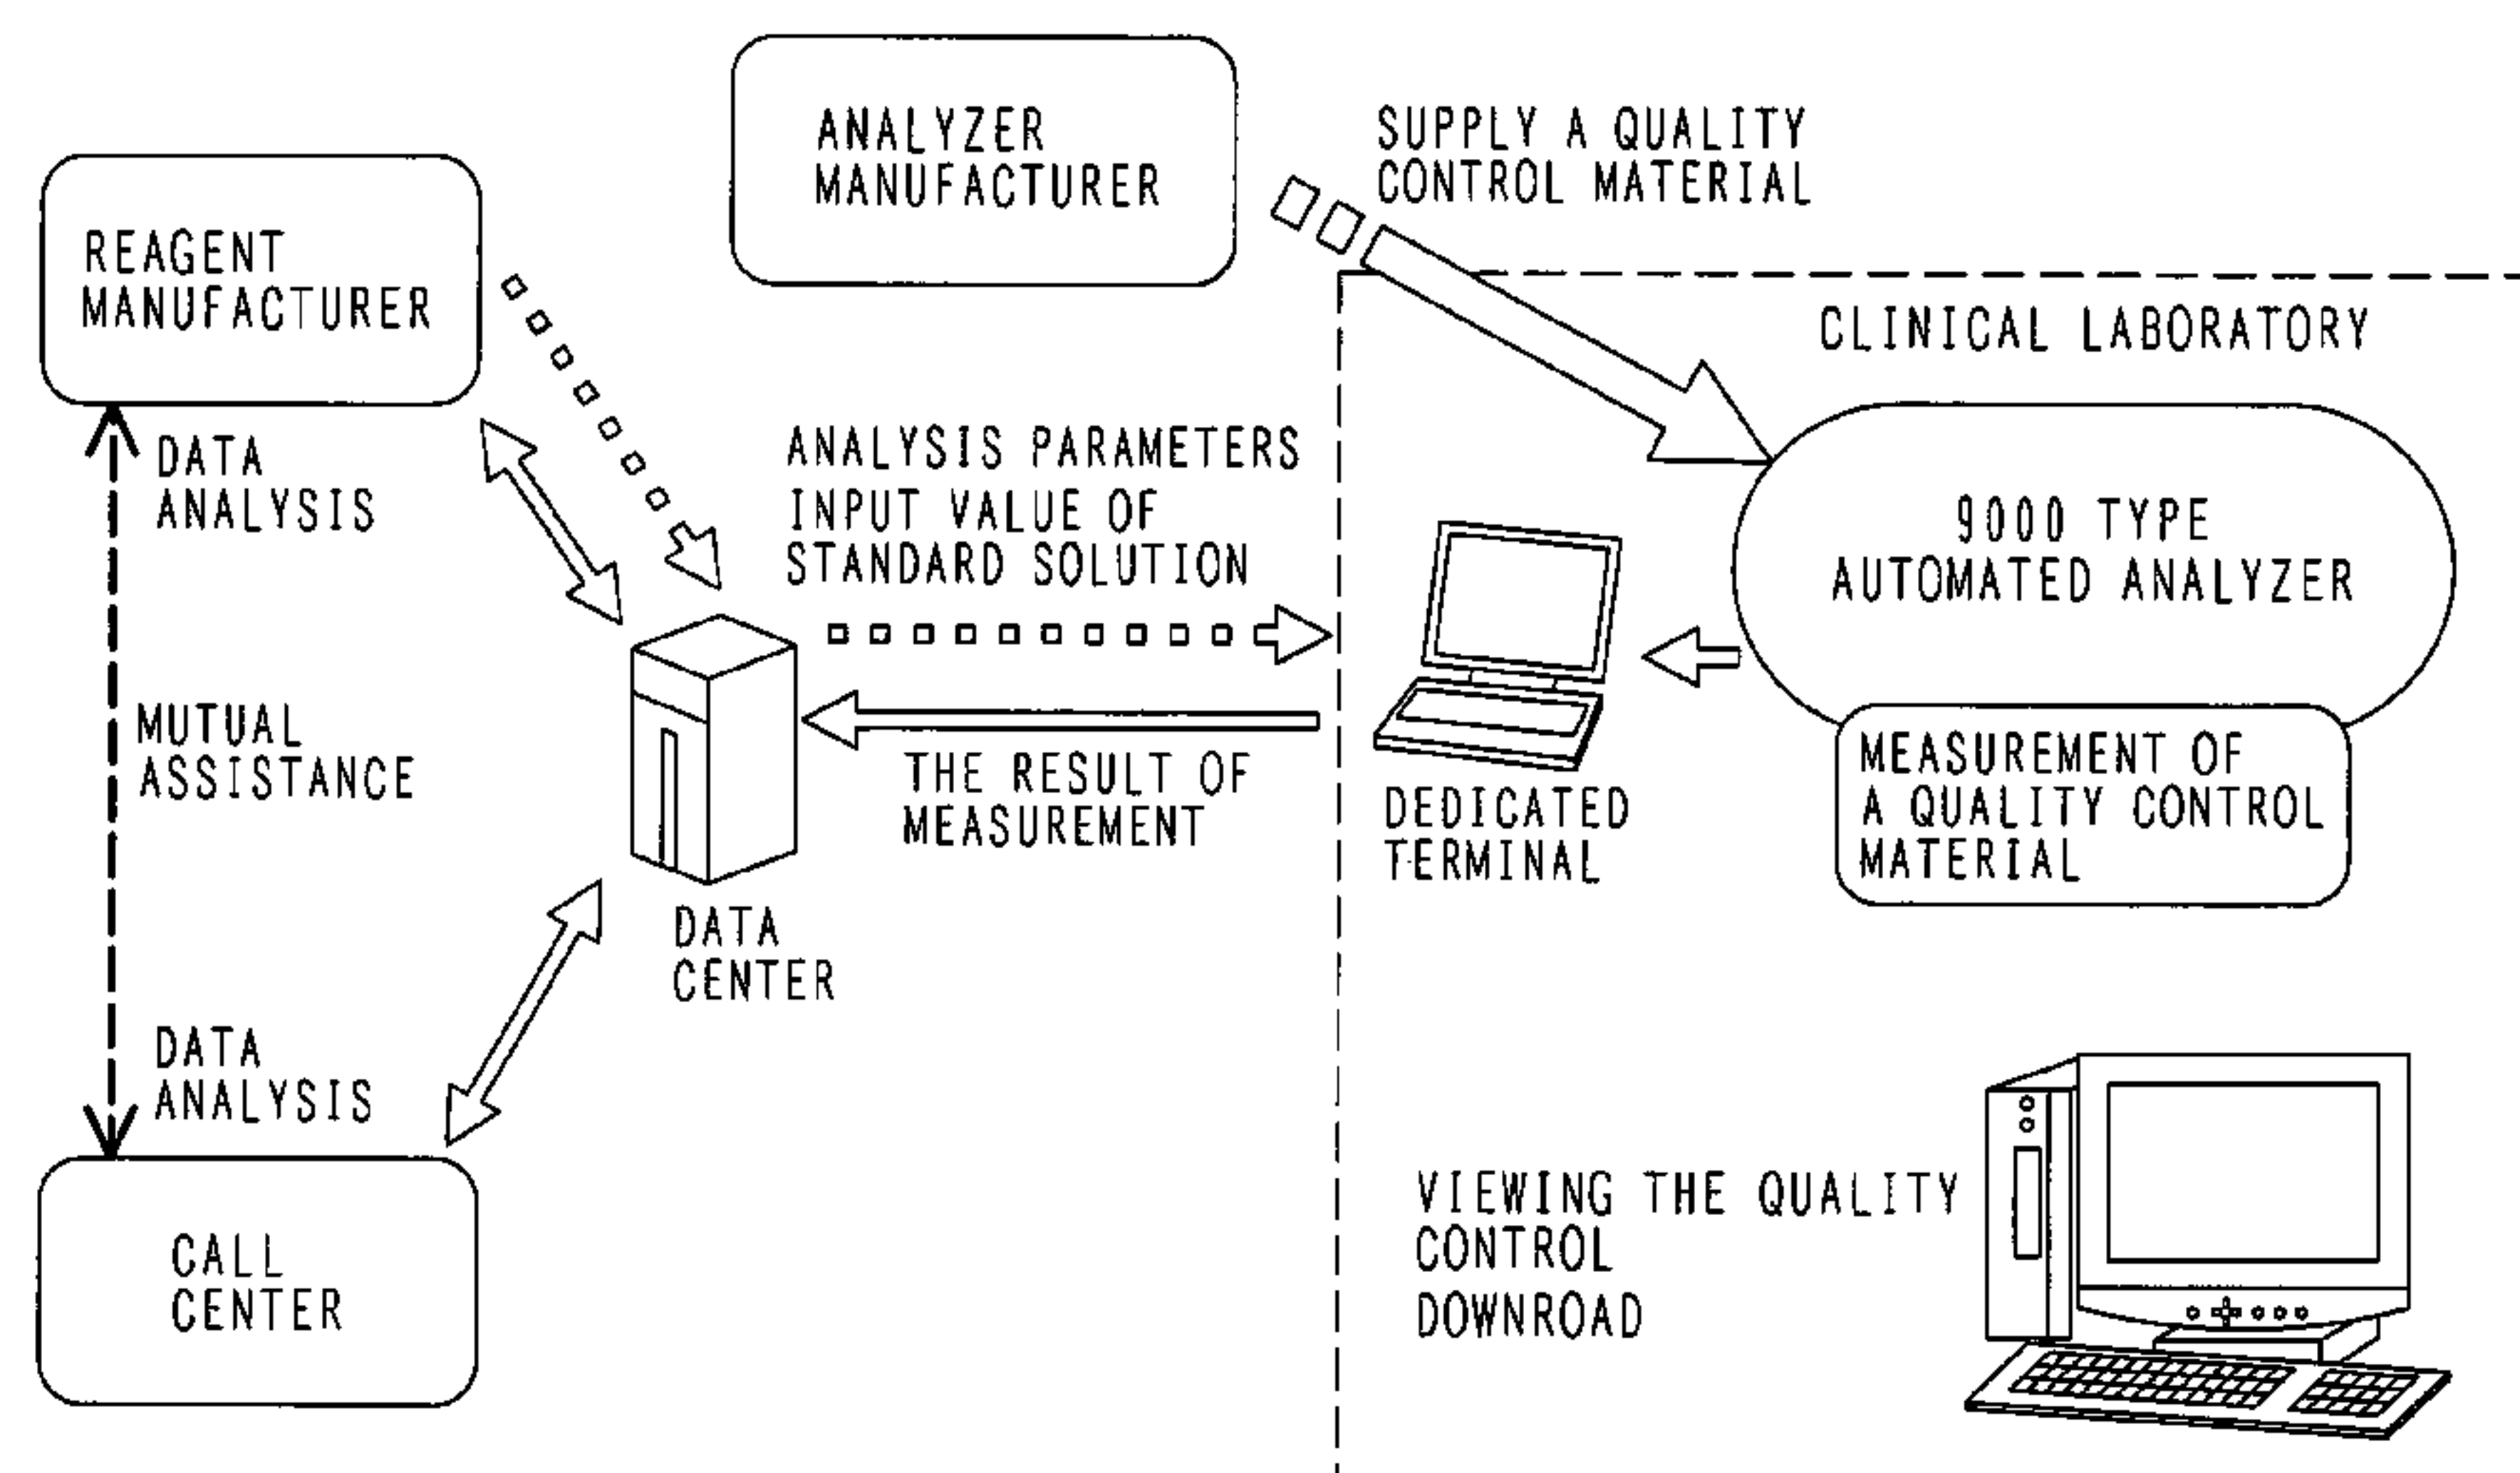 ANALYZER
MANUFACTURER
SUPPLY A QUALITY
CONTROL MATERIAL
REAGENT
MANUFACTURER
CLINICAL LABORATORY
DATA
ANALYSIS
ANALYSIS PARAMETERS
INPUT VALUE OF
STANDARD SOLUTION
9000 TYPE
AUTOMATED ANALYZER
MUTUAL
ASSISTANCE
THE RESULT OF
MEASUREMENT
DEDICATED
TERMINAL
MEASUREMENT OF
A QUALITY CONTROL
MATERIAL
DATA
CENTER
DATA
ANALYSIS
CALL
CENTER
VIEWING THE QUALITY
CONTROL
DOWNROAD